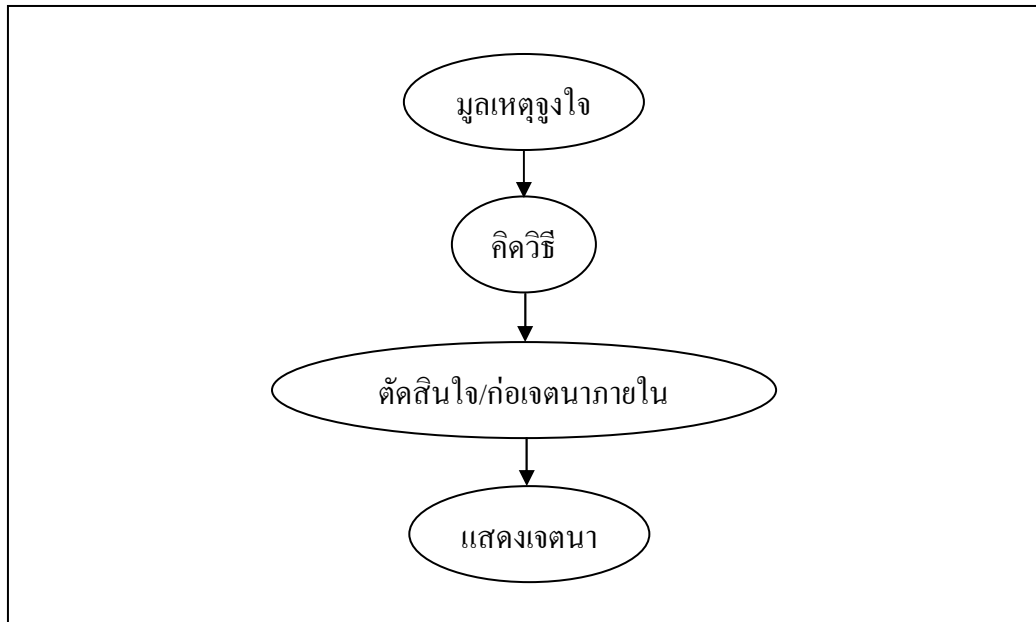 มูลเหตุจูงใจ
คิดวิธี
ตัดสินใจ/ก่อเจตนาภายใน
แสดงเจตนา